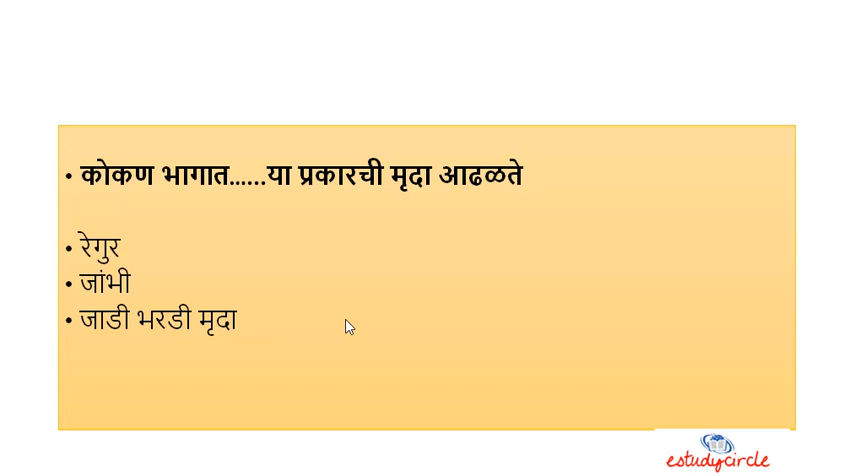 • कोकण भागात......या प्रकारची मृदा आढळते
• रेगुर
• जांभी
• जाडी भरडी मृदा
estudycircle